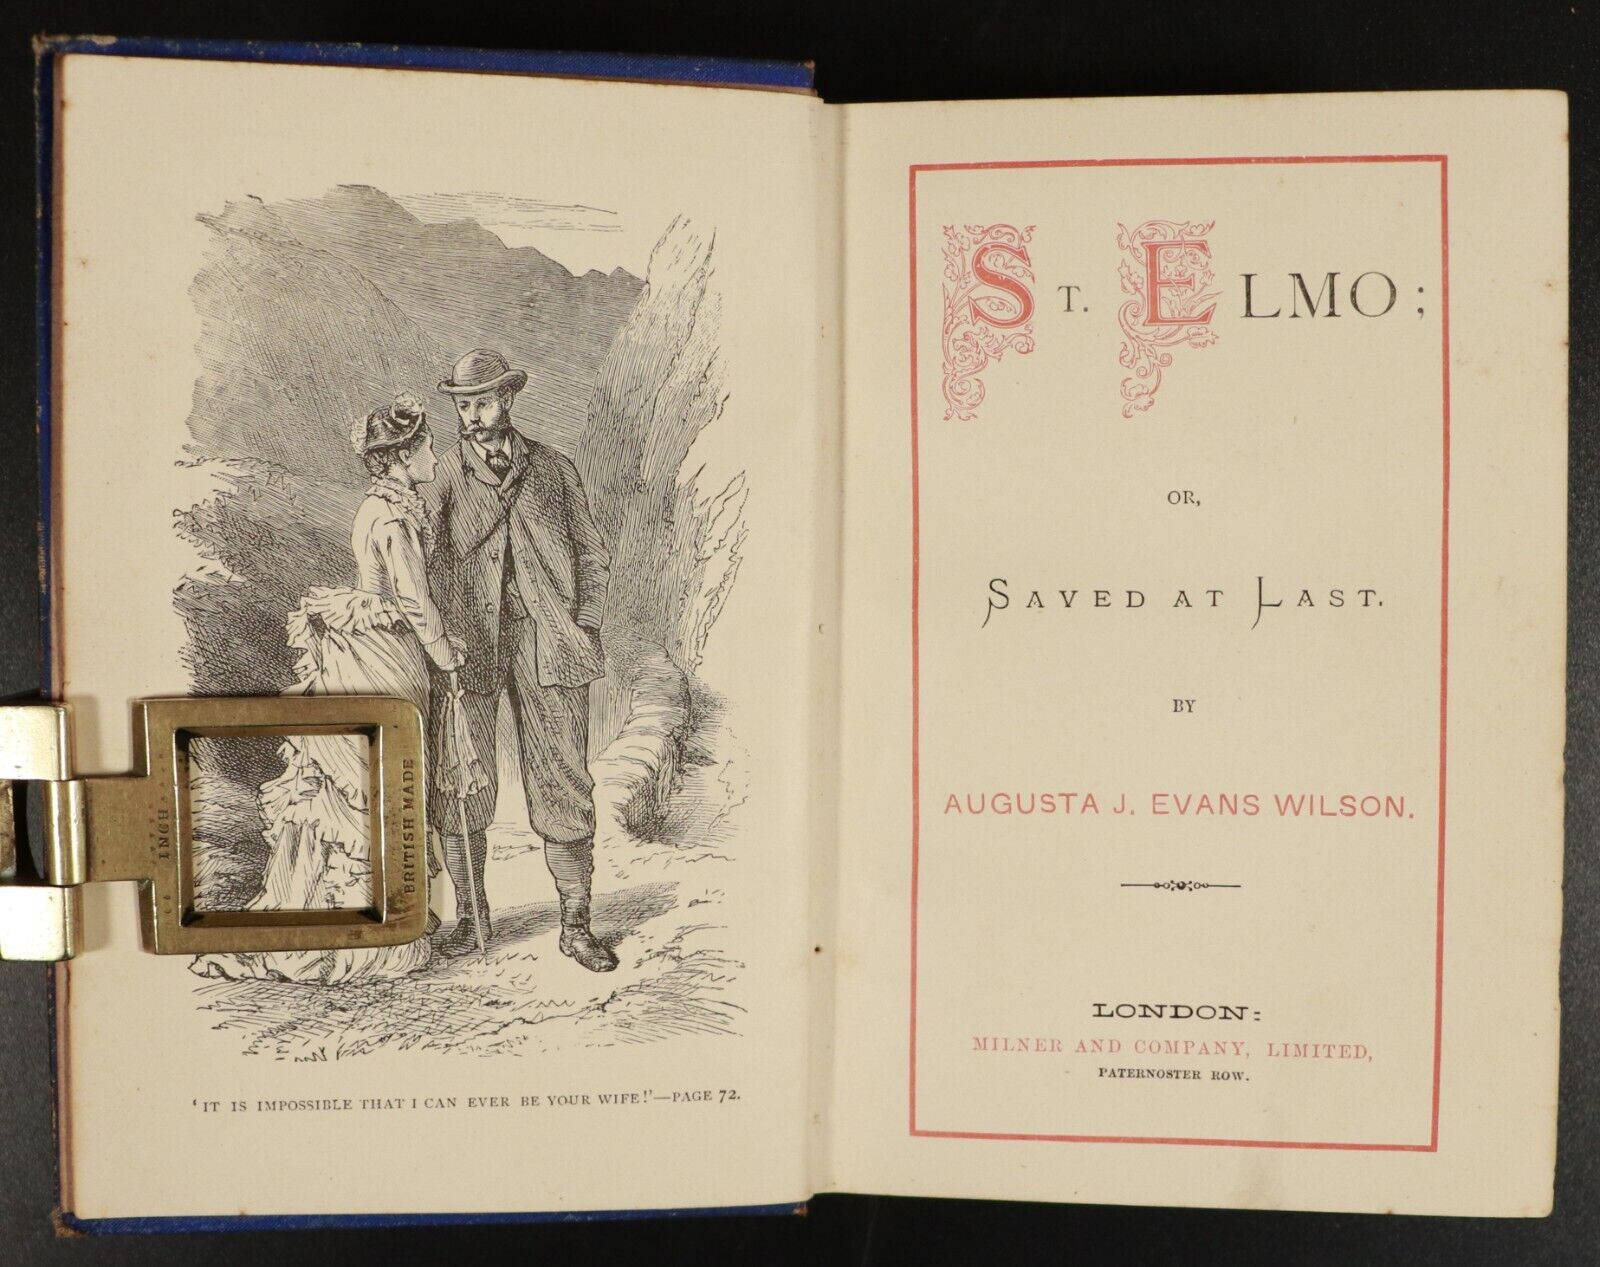 'IT IS IMPOSSIBLE THAT I CAN EVER BE YOUR WIFE!'—PAGE 72.
INCH
BRITISH MADE
ST. ELMO;
OR,
SAVED AT LAST.
BY
AUGUSTA J. EVANS WILSON.
LONDON:
MILNER AND COMPANY, LIMITED,
PATERNOSTER ROW.